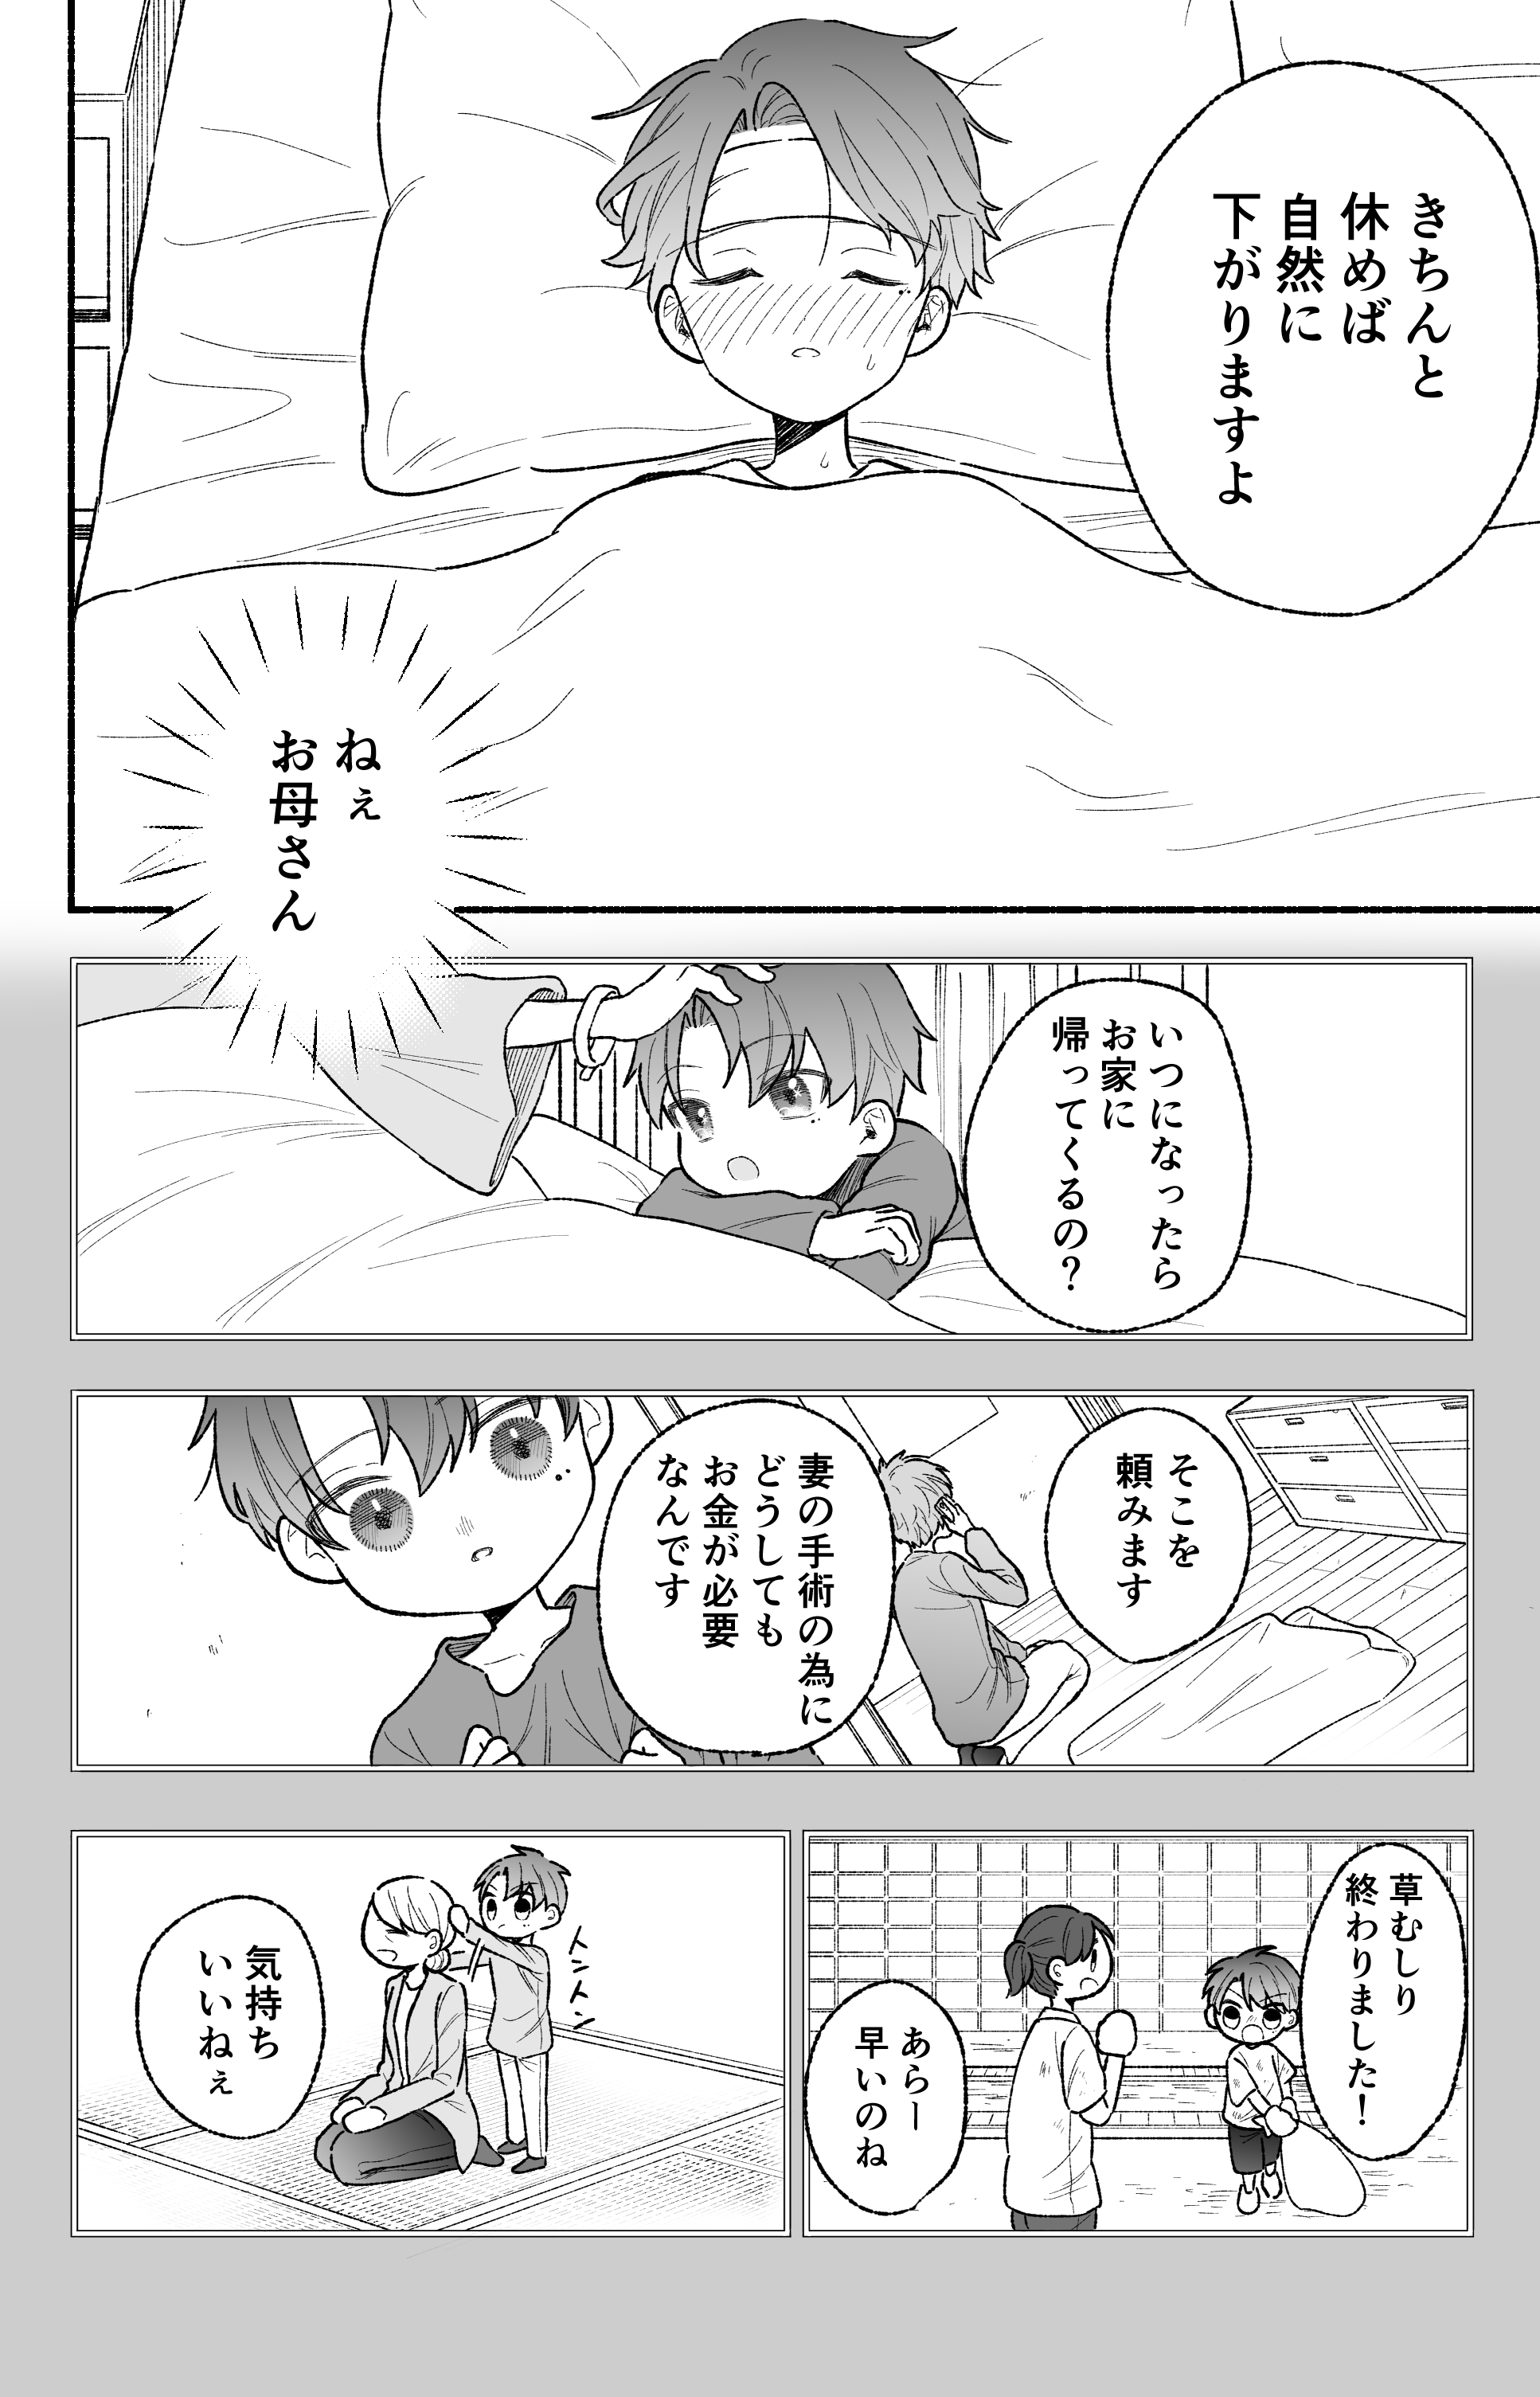 きちんと
休めば
自然に
下がりますよ
ねぇ
お母さん
いつになったら
お家に
帰ってくるの？
そこを
頼みます
妻の手術の為に
どうしても
お金が必要
なんです
草むしり
終わりました！
あらー
早いのね
トントン
気持ち
いいねぇ